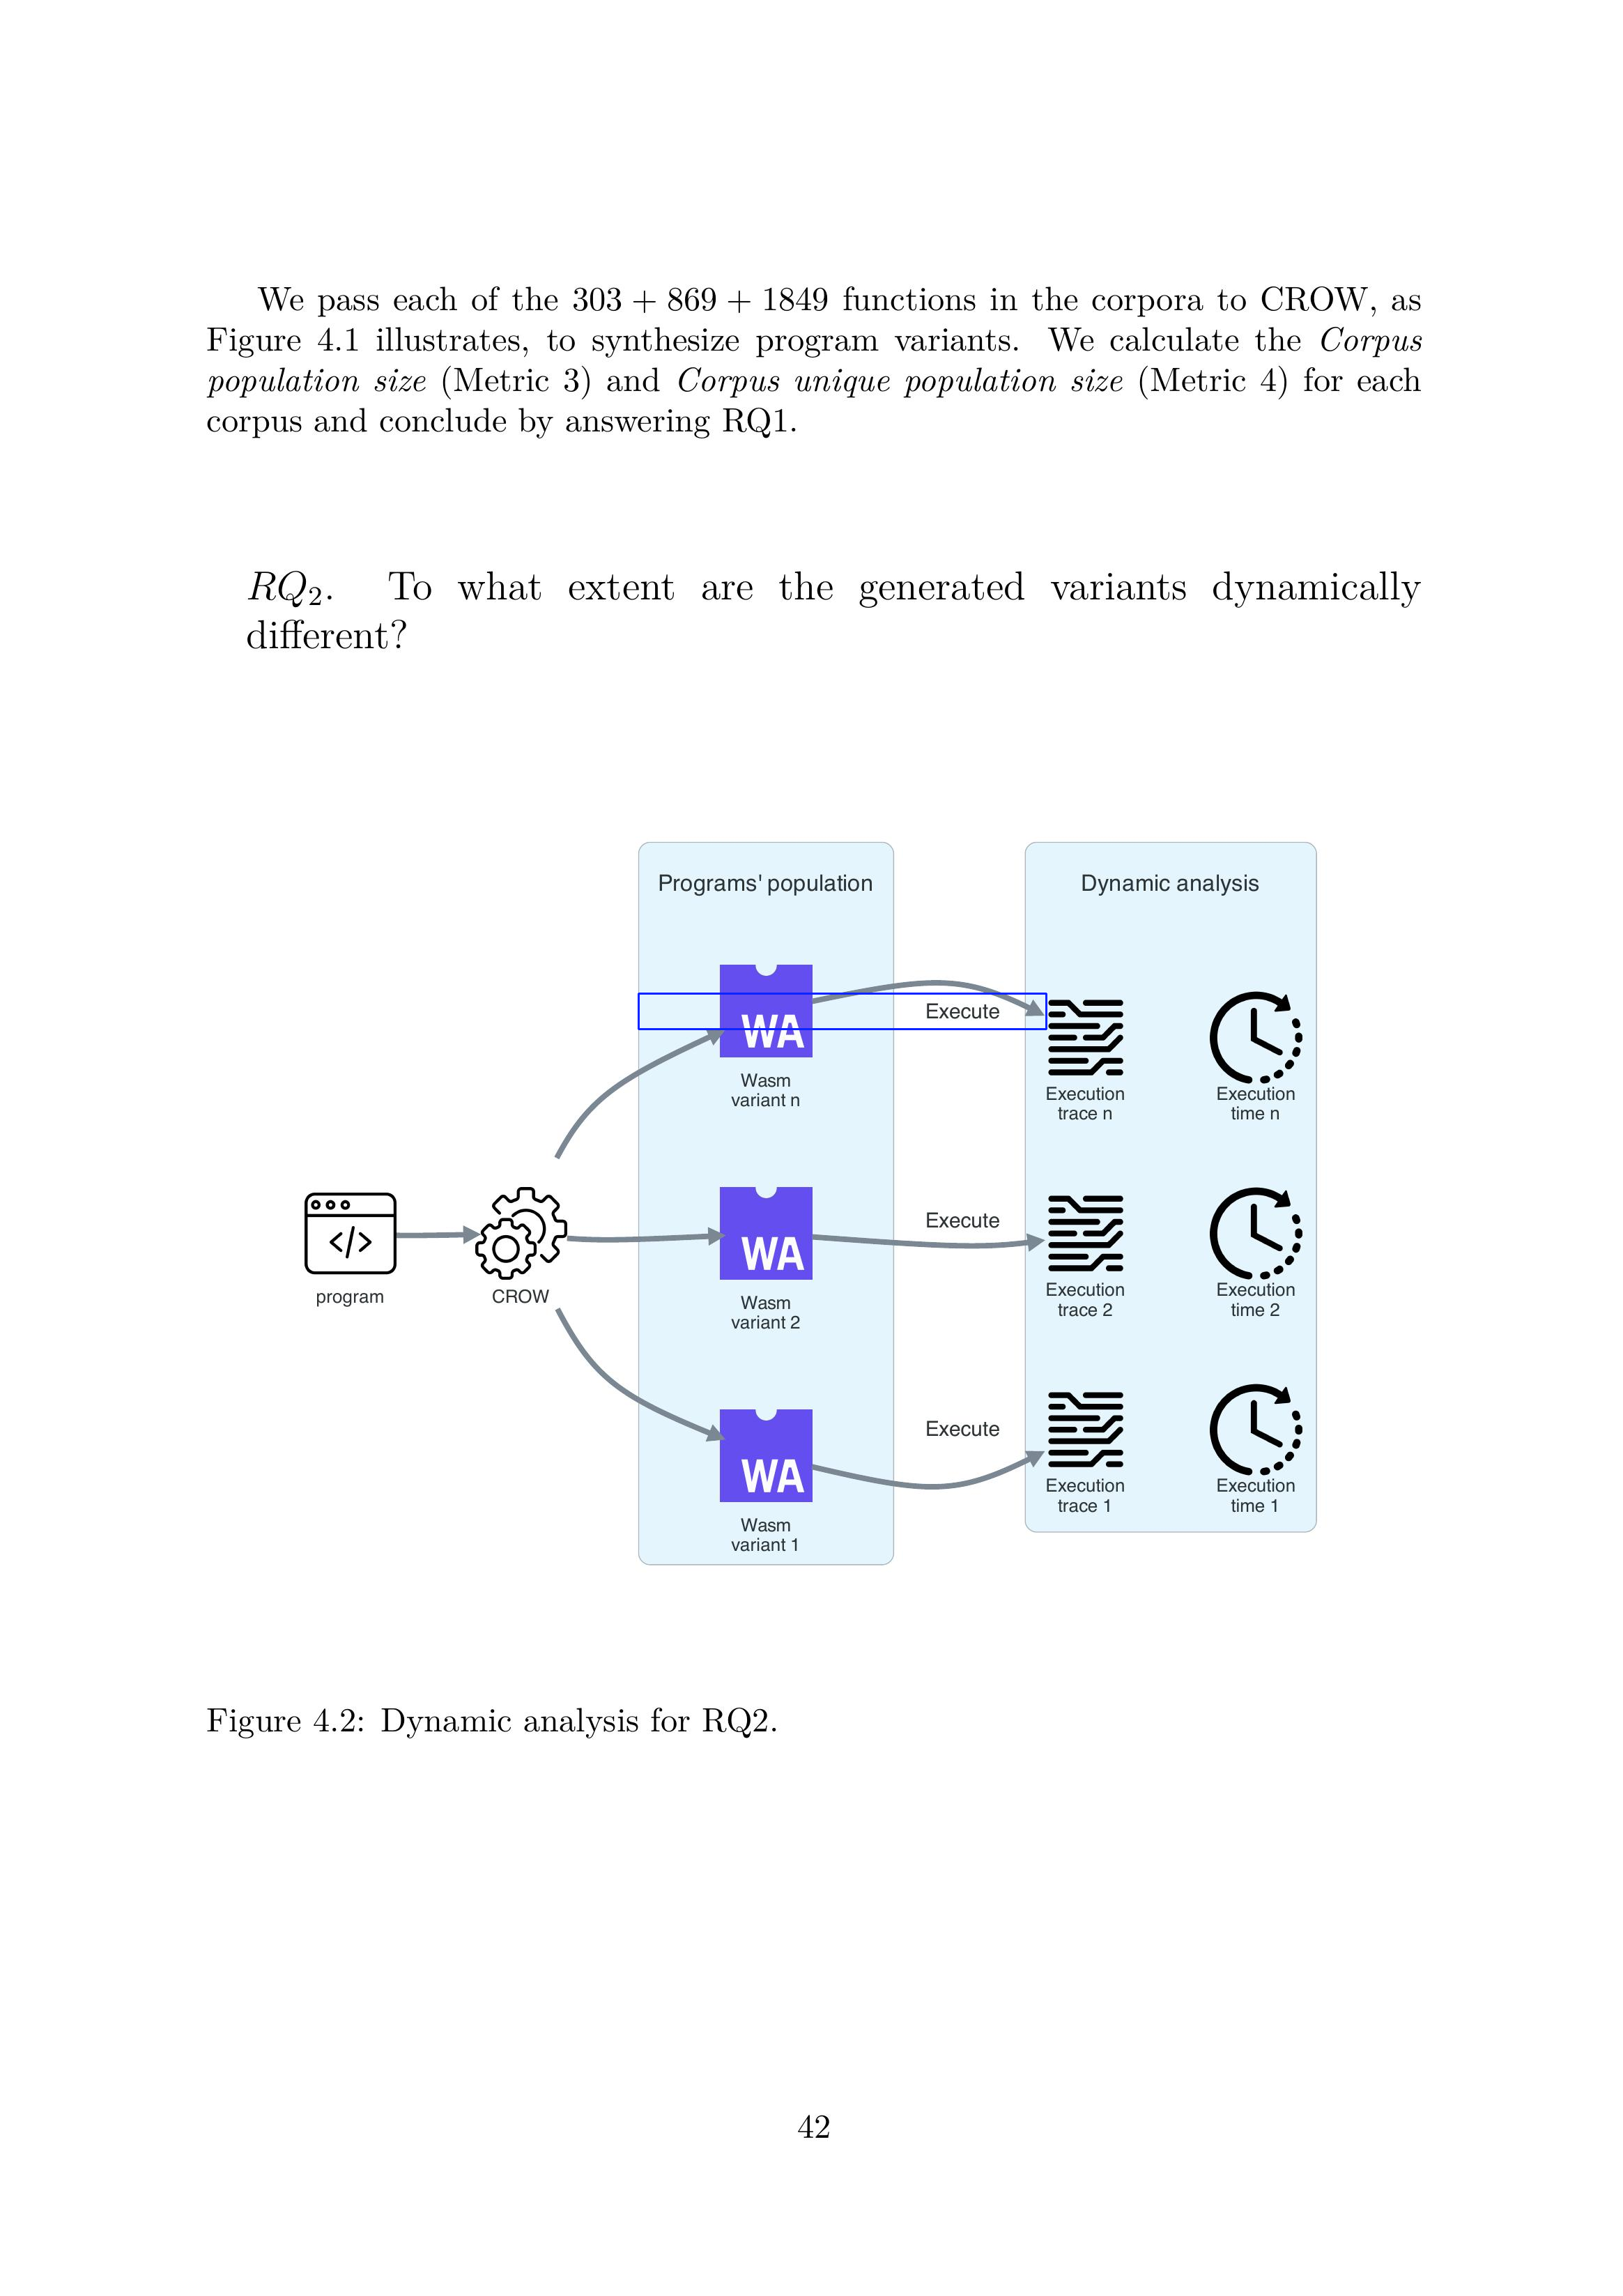 We pass each of the 303 + 869 + 1849 functions in the corpora to CROW, as
Figure 4.1 illustrates, to synthesize program variants. We calculate the Corpus
population size (Metric 3) and Corpus unique population size (Metric 4) for each
corpus and conclude by answering RQ1.
RQ2. To what extent are the generated variants dynamically
different?
Programs' population
Dynamic analysis
WA
Execute
Wasm
variant n
Execution
trace n
Execution
time n
program
CROW
WA
Execute
Wasm
variant 2
Execution
trace 2
Execution
time 2
WA
Execute
Wasm
variant 1
Execution
trace 1
Execution
time 1
Figure 4.2: Dynamic analysis for RQ2.
42